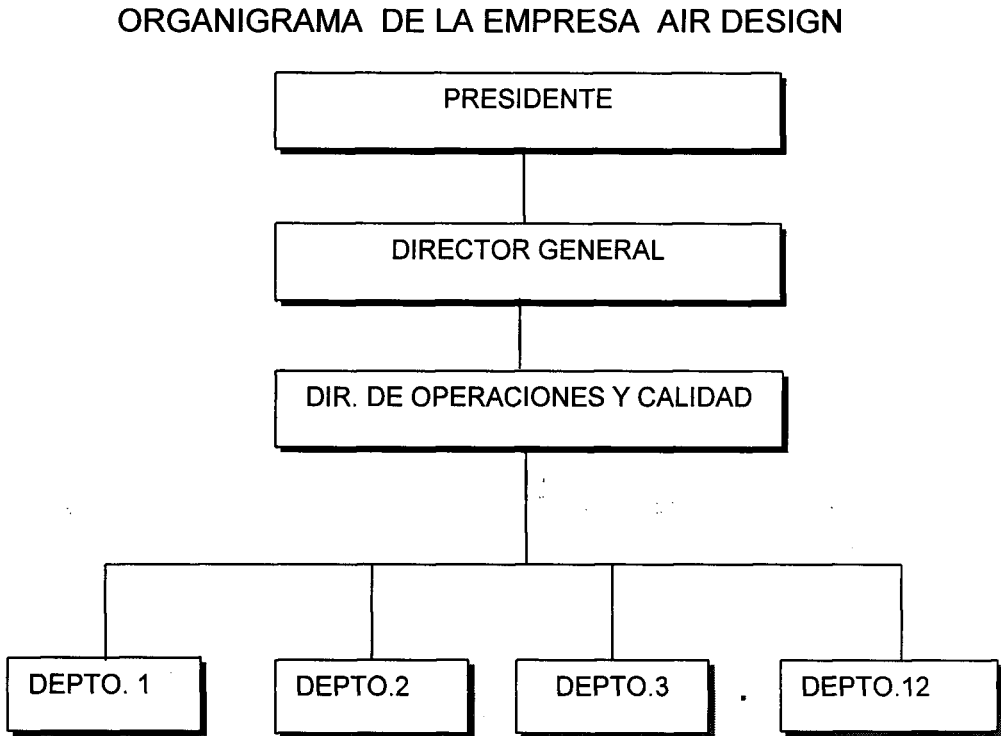 ORGANIGRAMA DE LA EMPRESA AIR DESIGN
PRESIDENTE
DIRECTOR GENERAL
DIR. DE OPERACIONES Y CALIDAD
DEPTO. 1
DEPTO.2
DEPTO.3
.
DEPTO.12